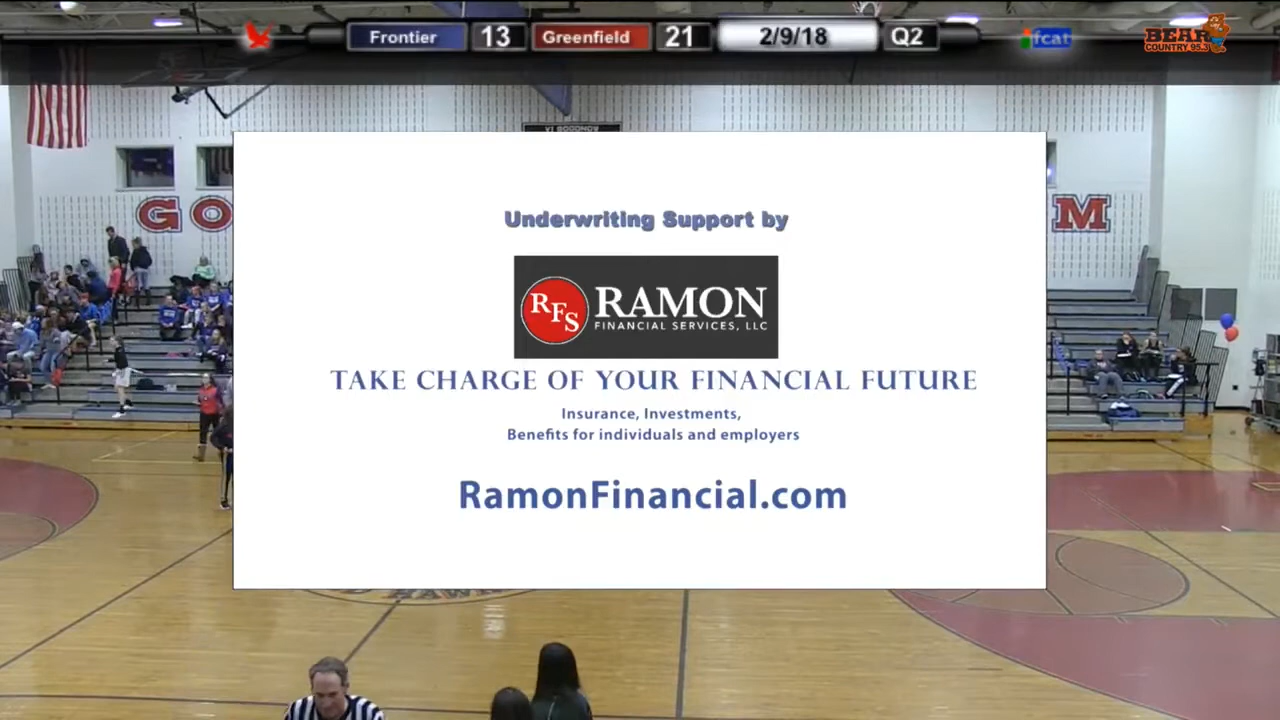 Frontier 13 Greenfield 21 2/9/18 Q2 fcat
BEAR
COUNTRY 95.3
GO
M
Underwriting Support by
RFS RAMON
FINANCIAL SERVICES, LLC
TAKE CHARGE OF YOUR FINANCIAL FUTURE
Insurance, Investments,
Benefits for individuals and employers
RamonFinancial.com